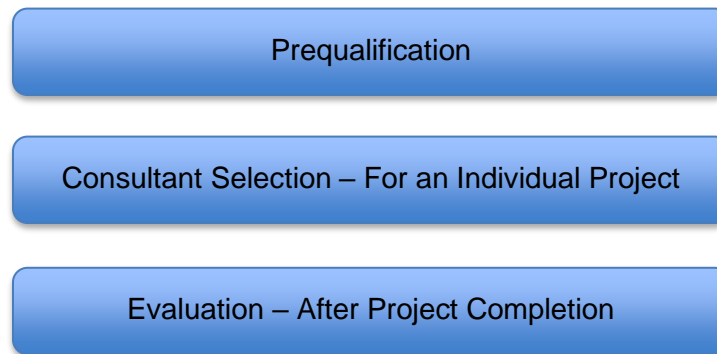 Prequalification
Consultant Selection – For an Individual Project
Evaluation – After Project Completion